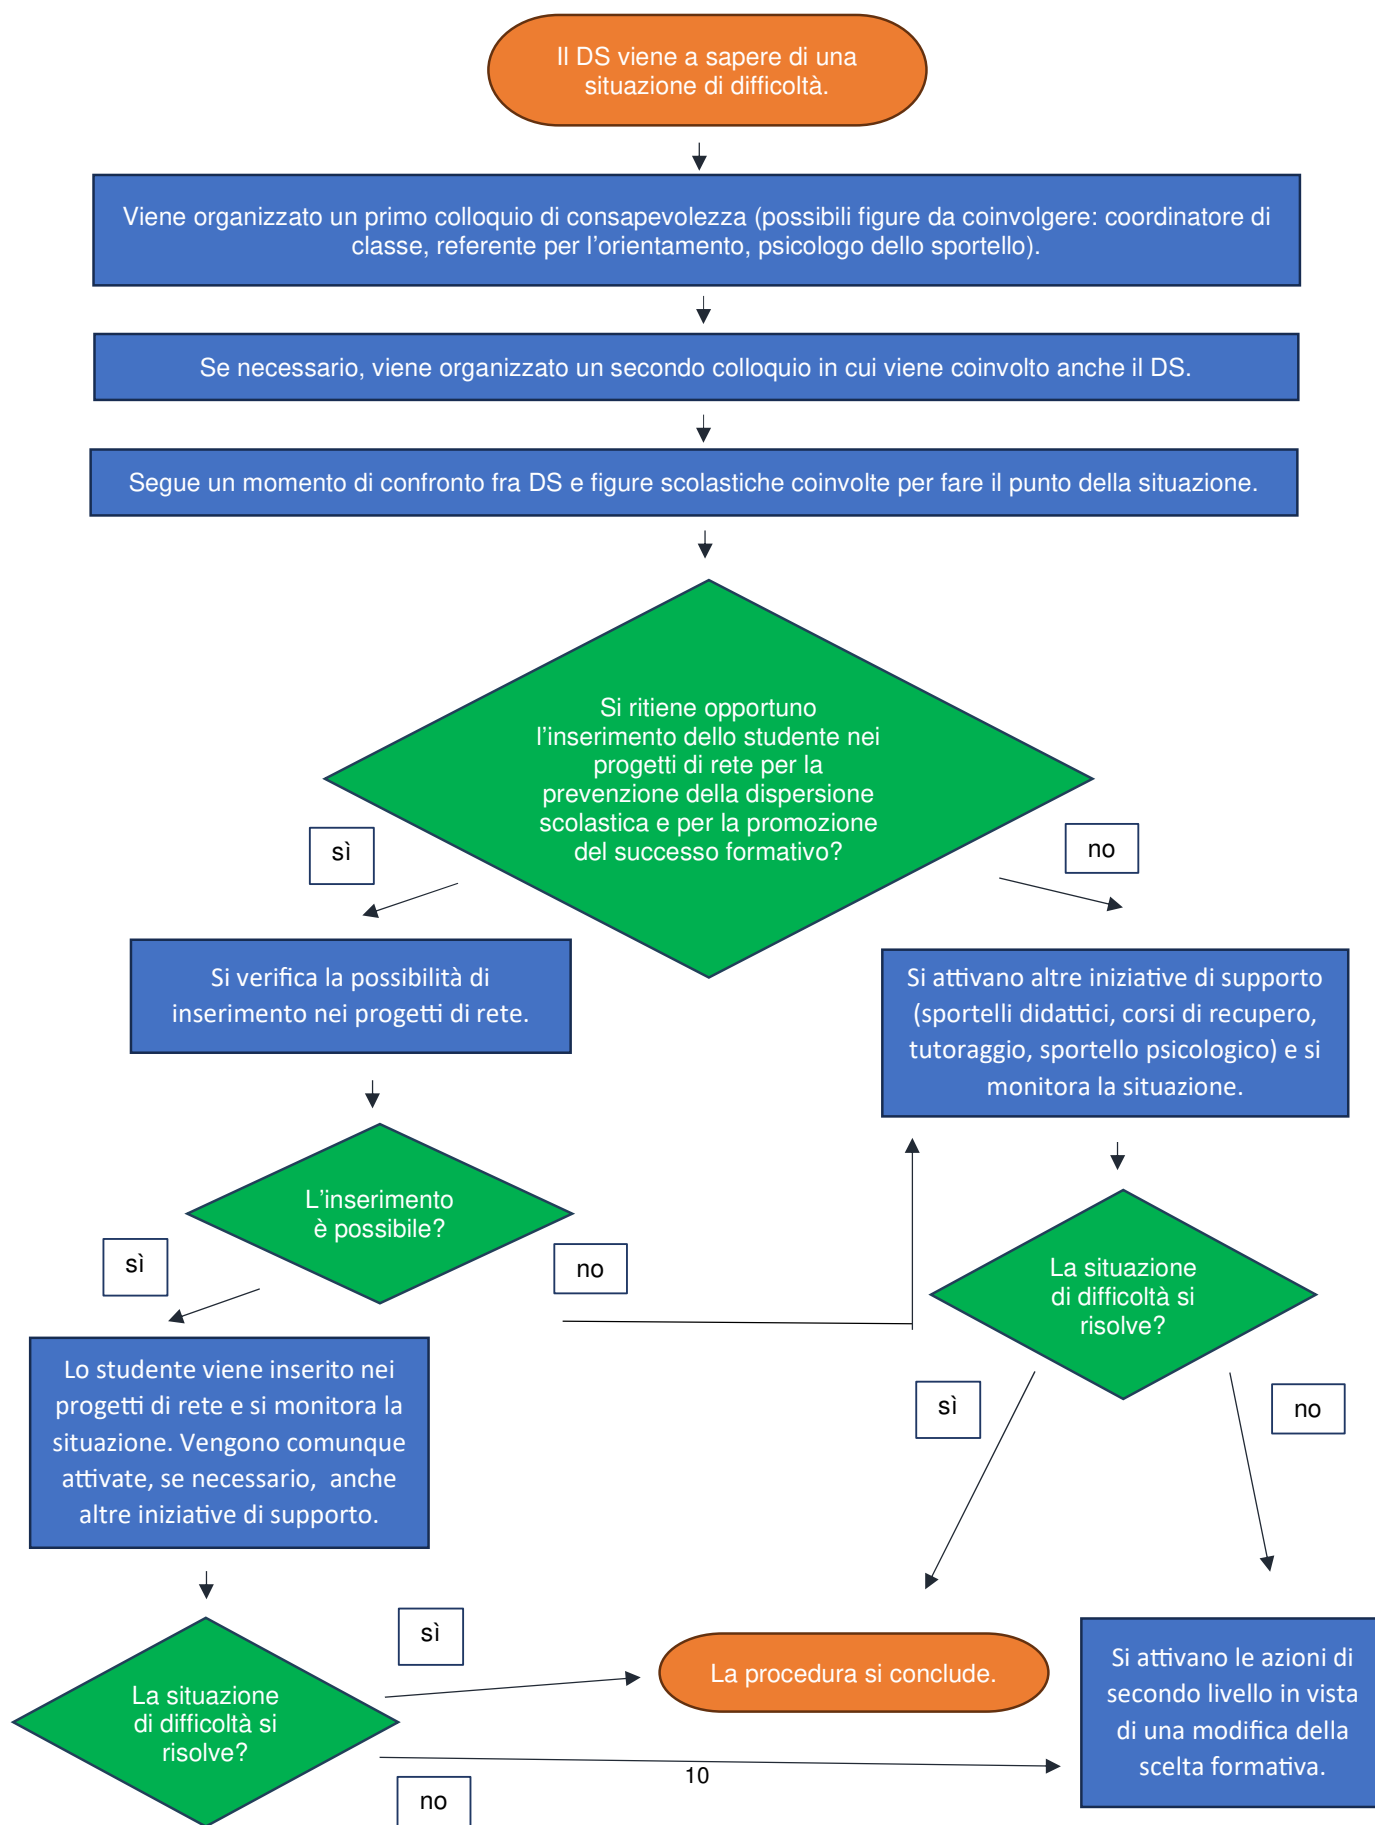 Il DS viene a sapere di una
situazione di difficoltà.
Viene organizzato un primo colloquio di consapevolezza (possibili figure da coinvolgere: coordinatore di
classe, referente per l'orientamento, psicologo dello sportello).
Se necessario, viene organizzato un secondo colloquio in cui viene coinvolto anche il DS.
Segue un momento di confronto fra DS e figure scolastiche coinvolte per fare il punto della situazione.
Si ritiene opportuno
l'inserimento dello studente nei
progetti di rete per la
prevenzione della dispersione
scolastica e per la promozione
del successo formativo?
sì
no
Si verifica la possibilità di
inserimento nei progetti di rete.
Si attivano altre iniziative di supporto
(sportelli didattici, corsi di recupero,
tutoraggio, sportello psicologico) e si
monitora la situazione.
L'inserimento
è possibile?
sì
no
La situazione
di difficoltà si
risolve?
sì
no
Lo studente viene inserito nei
progetti di rete e si monitora la
situazione. Vengono comunque
attivate, se necessario,  anche
altre iniziative di supporto.
La situazione
di difficoltà si
risolve?
sì
no
La procedura si conclude.
Si attivano le azioni di
secondo livello in vista
di una modifica della
scelta formativa.
10